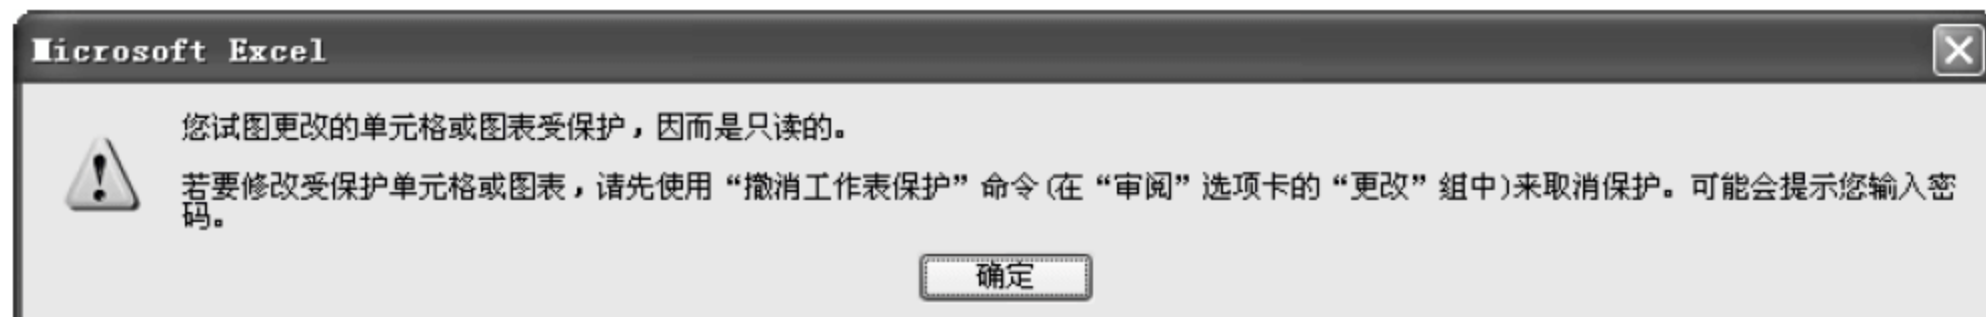 Microsoft Excel
您试图更改的单元格或图表受保护，因而是只读的。
若要修改受保护单元格或图表，请先使用“撤消工作表保护”命令(在“审阅”选项卡的“更改”组中)来取消保护。可能会提示您输入密
码。
确定